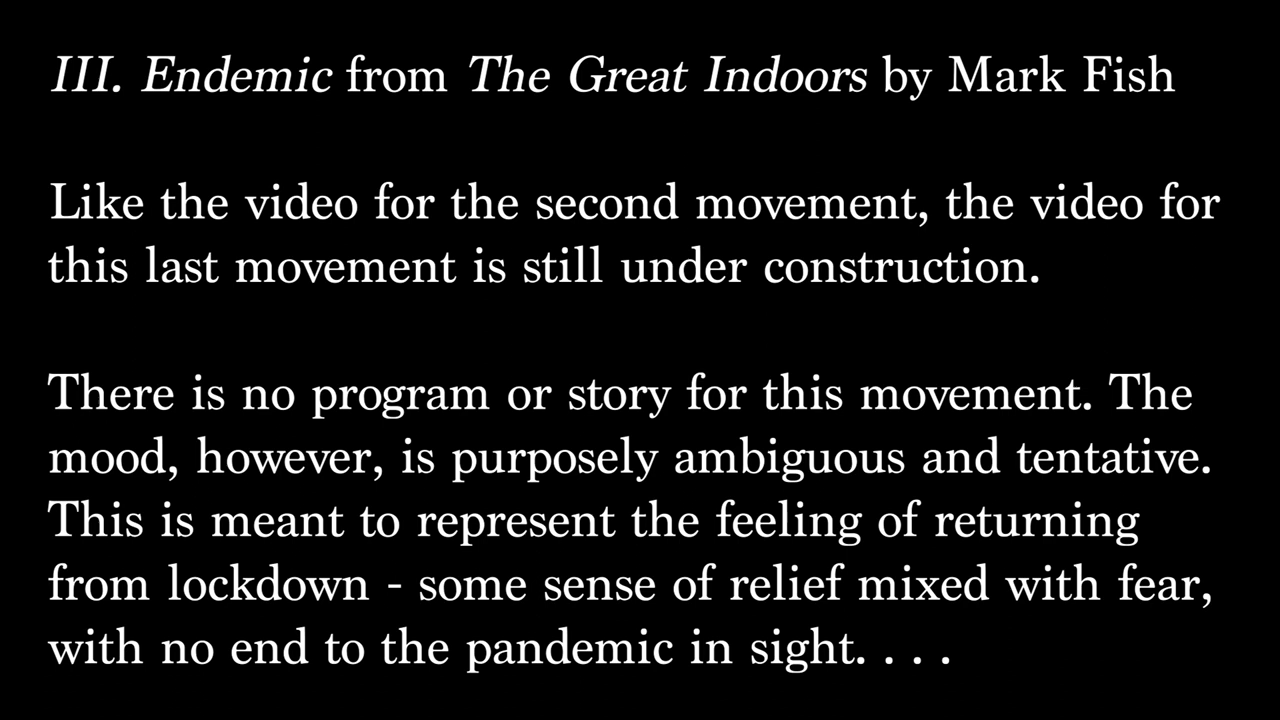 III. Endemic from The Great Indoors by Mark Fish
Like the video for the second movement, the video for
this last movement is still under construction.
There is no program or story for this movement. The
mood, however, is purposely ambiguous and tentative.
This is meant to represent the feeling of returning
from lockdown - some sense of relief mixed with fear,
with no end to the pandemic in sight. . . .